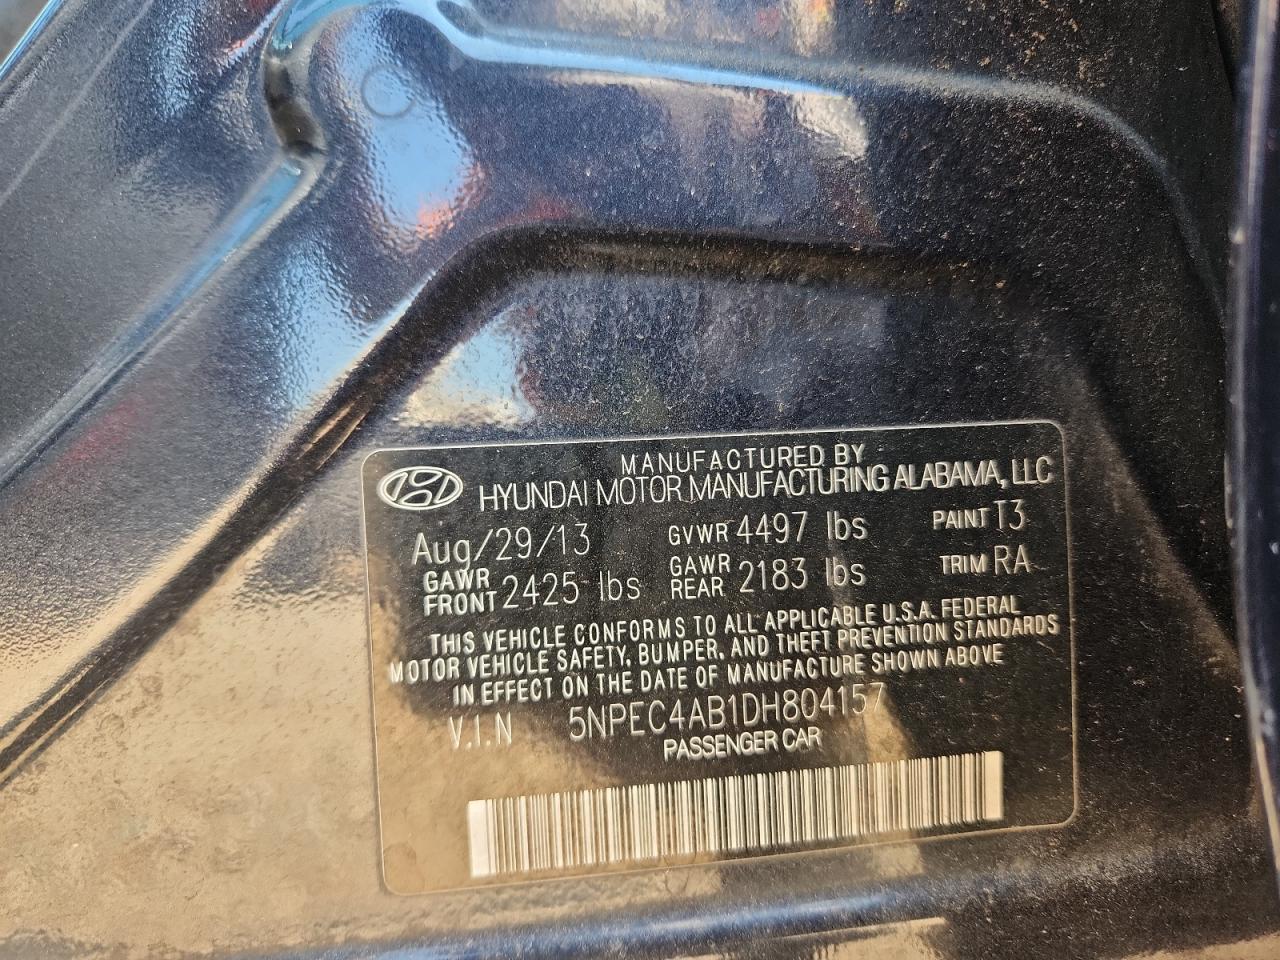 MANUFACTURED BY
HYUNDAI MOTOR MANUFACTURING ALABAMA, LLC
Aug/29/13 GVWR 4497 lbs PAINT T3
GAWR FRONT 2425 lbs GAWR REAR 2183 lbs TRIM RA
THIS VEHICLE CONFORMS TO ALL APPLICABLE U.S.A. FEDERAL
MOTOR VEHICLE SAFETY, BUMPER, AND THEFT PREVENTION STANDARDS
IN EFFECT ON THE DATE OF MANUFACTURE SHOWN ABOVE
V.I.N 5NPEC4AB1DH804157
PASSENGER CAR